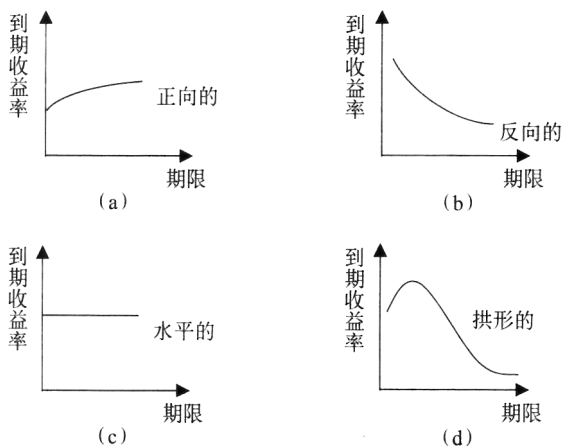 到期收益率
正向的
期限
(a)
到期收益率
反向的
期限
(b)
到期收益率
水平的
期限
(c)
到期收益率
拱形的
期限
(d)